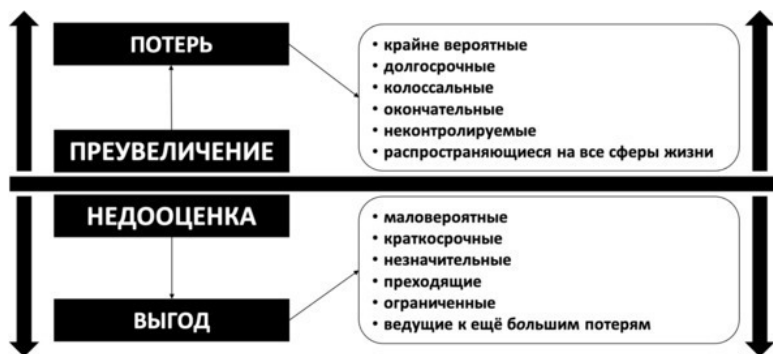 ПОТЕРЬ
• крайне вероятные
• долгосрочные
• колоссальные
• окончательные
• неконтролируемые
• распространяющиеся на все сферы жизни
ПРЕУВЕЛИЧЕНИЕ
НЕДООЦЕНКА
• маловероятные
• краткосрочные
• незначительные
• преходящие
• ограниченные
• ведущие к ещё большим потерям
ВЫГОД